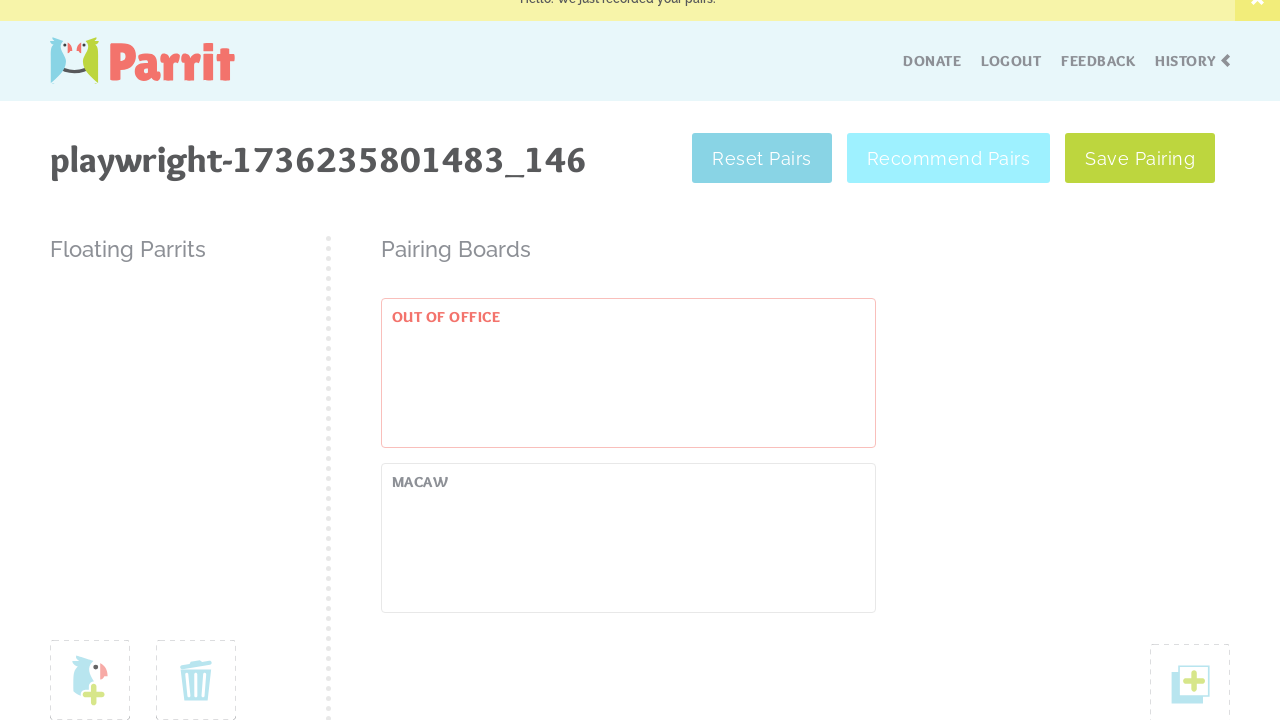 Hello. We just recorded your pairs.
Parrit
DONATE LOGOUT FEEDBACK HISTORY
playwright-1736235801483_146
Reset Pairs Recommend Pairs Save Pairing
Floating Parrits
Pairing Boards
OUT OF OFFICE
MACAW